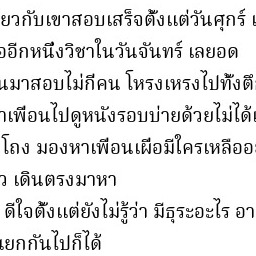 ยวกับเขาสอบเสร็จตั้งแต่วันศุกร์
ออีกหนึ่งวิชาในวันจันทร์ เลยอด
นมาสอบไม่กี่คน โหรงเหรงไปทั้งตึ
าเพื่อนไปดูหนังรอบบ่ายด้วยไม่ได้เ
โถง มองหาเพื่อนเผื่อมีใครเหลืออ
ว เดินตรงมาหา
ดีใจตั้งแต่ยังไม่รู้ว่า มีธุระอะไร อา
แยกกันไปก็ได้